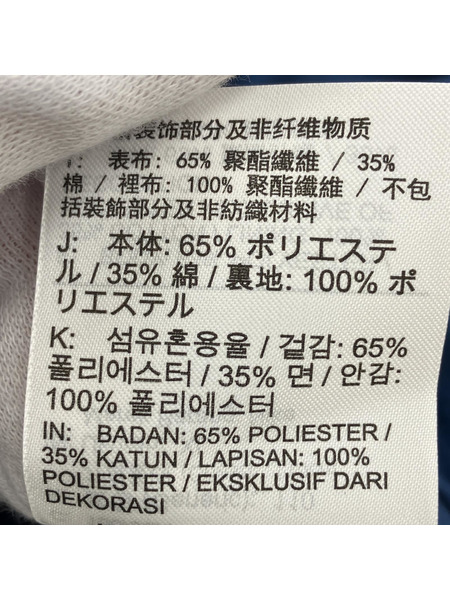 裝饰部分及非纤维物质
T: 表布: 65% 聚酯纖維 / 35%
棉 / 裡布: 100% 聚酯纖維 / 不包
括裝飾部分及非紡織材料
J: 本体: 65% ポリエステ
ル / 35% 綿 / 裏地: 100% ポ
リエステル
K: 섬유혼용율 / 겉감: 65%
폴리에스터 / 35% 면 / 안감:
100% 폴리에스터
IN: BADAN: 65% POLIESTER /
35% KATUN / LAPISAN: 100%
POLIESTER / EKSKLUSIF DARI
DEKORASI